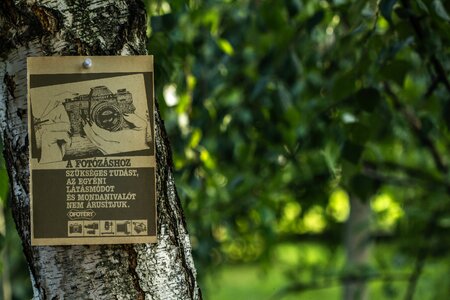 A FOTÓZÁSHOZ
SZÜKSÉGES TUDÁST,
AZ EGYÉNI
LÁTÁSMÓDOT
ÉS MONDANIVALÓT
NEM ÁRUSÍTJUK.
OFOTÉRT